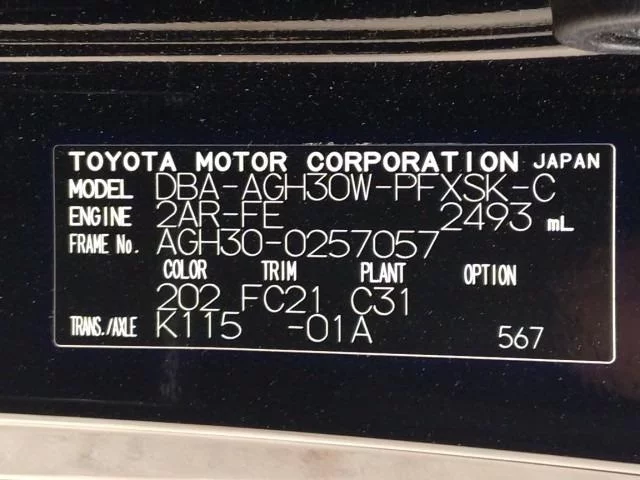 TOYOTA MOTOR CORPORATION JAPAN
MODEL DBA-AGH30W-PFXSK-C
ENGINE 2AR-FE 2493 mL
FRAME No. AGH30-0257057
COLOR TRIM PLANT OPTION
202 FC21 C31
TRANS./AXLE K115 -01A 567